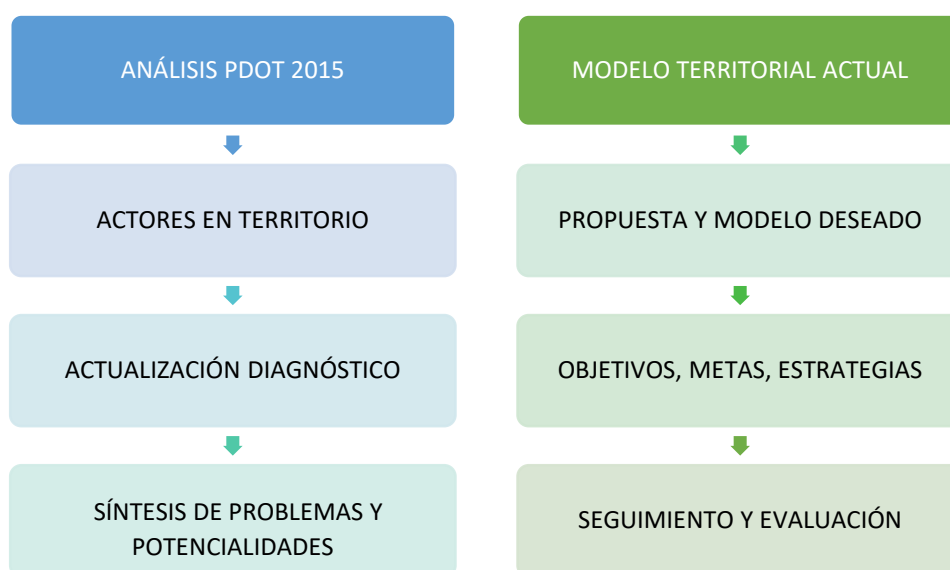 ANÁLISIS PDOT 2015
ACTORES EN TERRITORIO
ACTUALIZACIÓN DIAGNÓSTICO
SÍNTESIS DE PROBLEMAS Y
POTENCIALIDADES
MODELO TERRITORIAL ACTUAL
PROPUESTA Y MODELO DESEADO
OBJETIVOS, METAS, ESTRATEGIAS
SEGUIMIENTO Y EVALUACIÓN